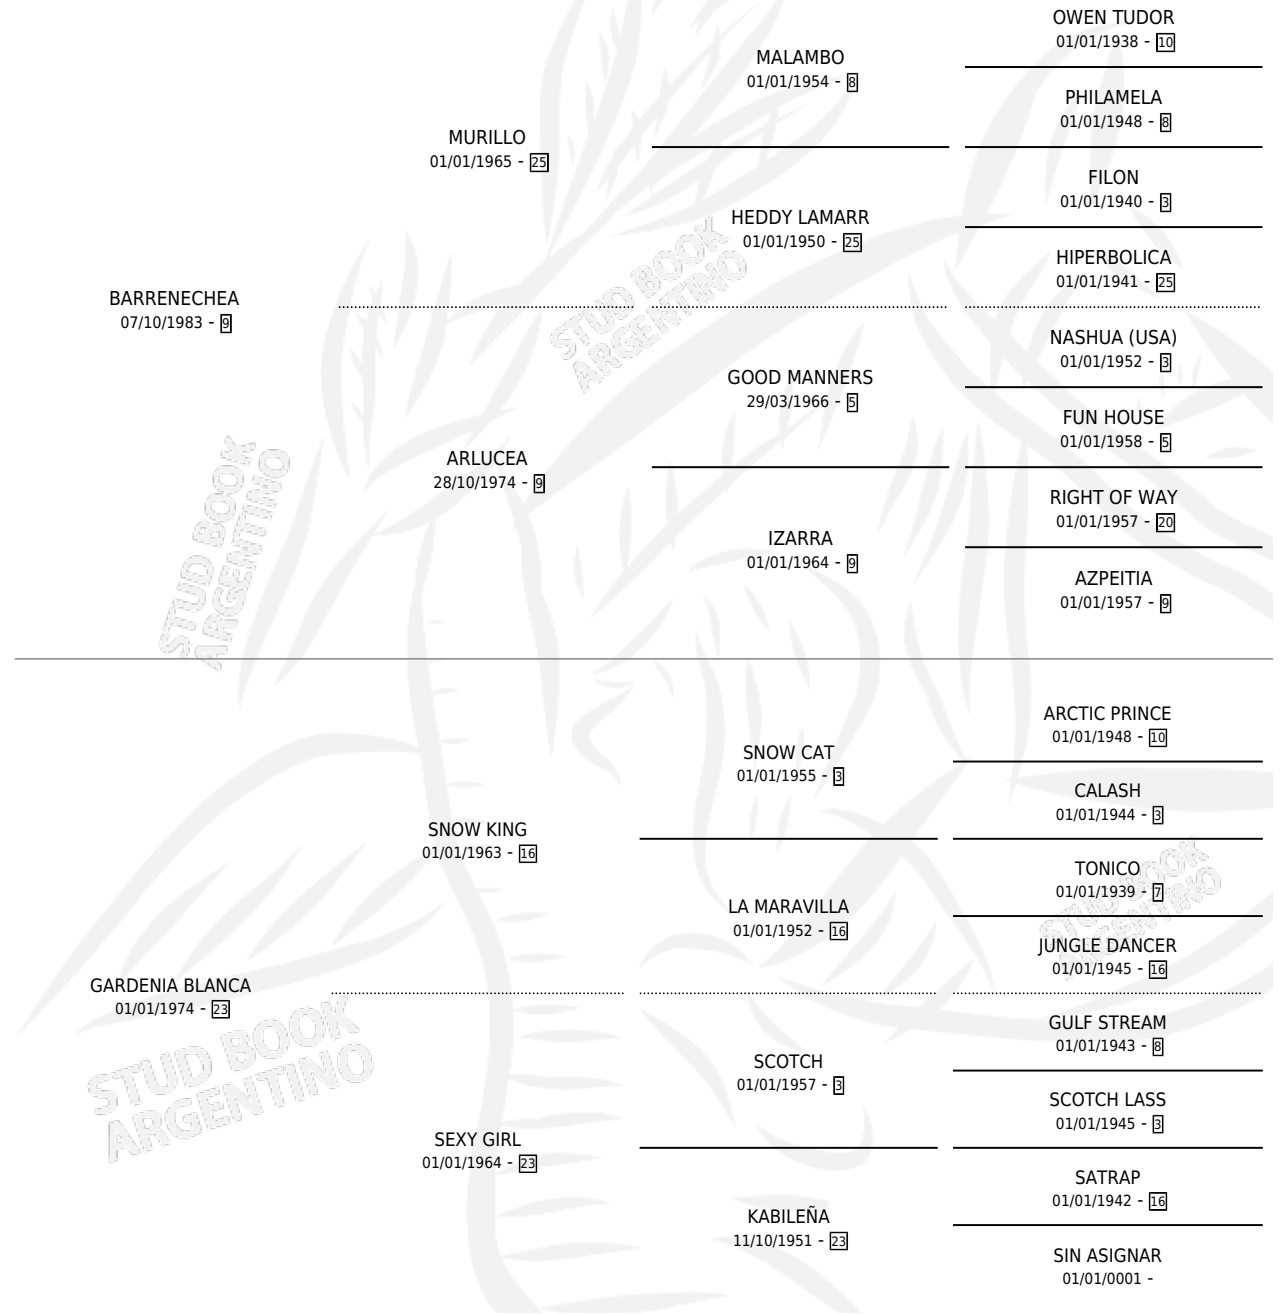 OWEN TUDOR
01/01/1938 - 10
MALAMBO
01/01/1954 - 8
PHILAMELA
01/01/1948 - 8
MURILLO
01/01/1965 - 25
FILON
01/01/1940 - 3
HEDDY LAMARR
01/01/1950 - 25
HIPERBOLICA
01/01/1941 - 25
BARRENECHEA
07/10/1983 - 9
NASHUA (USA)
01/01/1952 - 3
GOOD MANNERS
29/03/1966 - 5
FUN HOUSE
01/01/1958 - 5
ARLUCEA
28/10/1974 - 9
RIGHT OF WAY
01/01/1957 - 20
IZARRA
01/01/1964 - 9
AZPEITIA
01/01/1957 - 9
STUD BOOK
ARGENTINO
STUD BOOK
ARGENTINO
ARCTIC PRINCE
01/01/1948 - 10
SNOW CAT
01/01/1955 - 3
CALASH
01/01/1944 - 3
SNOW KING
01/01/1963 - 16
TONICO
01/01/1939 - 7
LA MARAVILLA
01/01/1952 - 16
JUNGLE DANCER
01/01/1945 - 16
STUD BOOK
ARGENTINO
GARDENIA BLANCA
01/01/1974 - 23
GULF STREAM
01/01/1943 - 8
SCOTCH
01/01/1957 - 3
SCOTCH LASS
01/01/1945 - 3
STUD BOOK
ARGENTINO
SEXY GIRL
01/01/1964 - 23
SATRAP
01/01/1942 - 16
KABILEÑA
11/10/1951 - 23
SIN ASIGNAR
01/01/0001 -